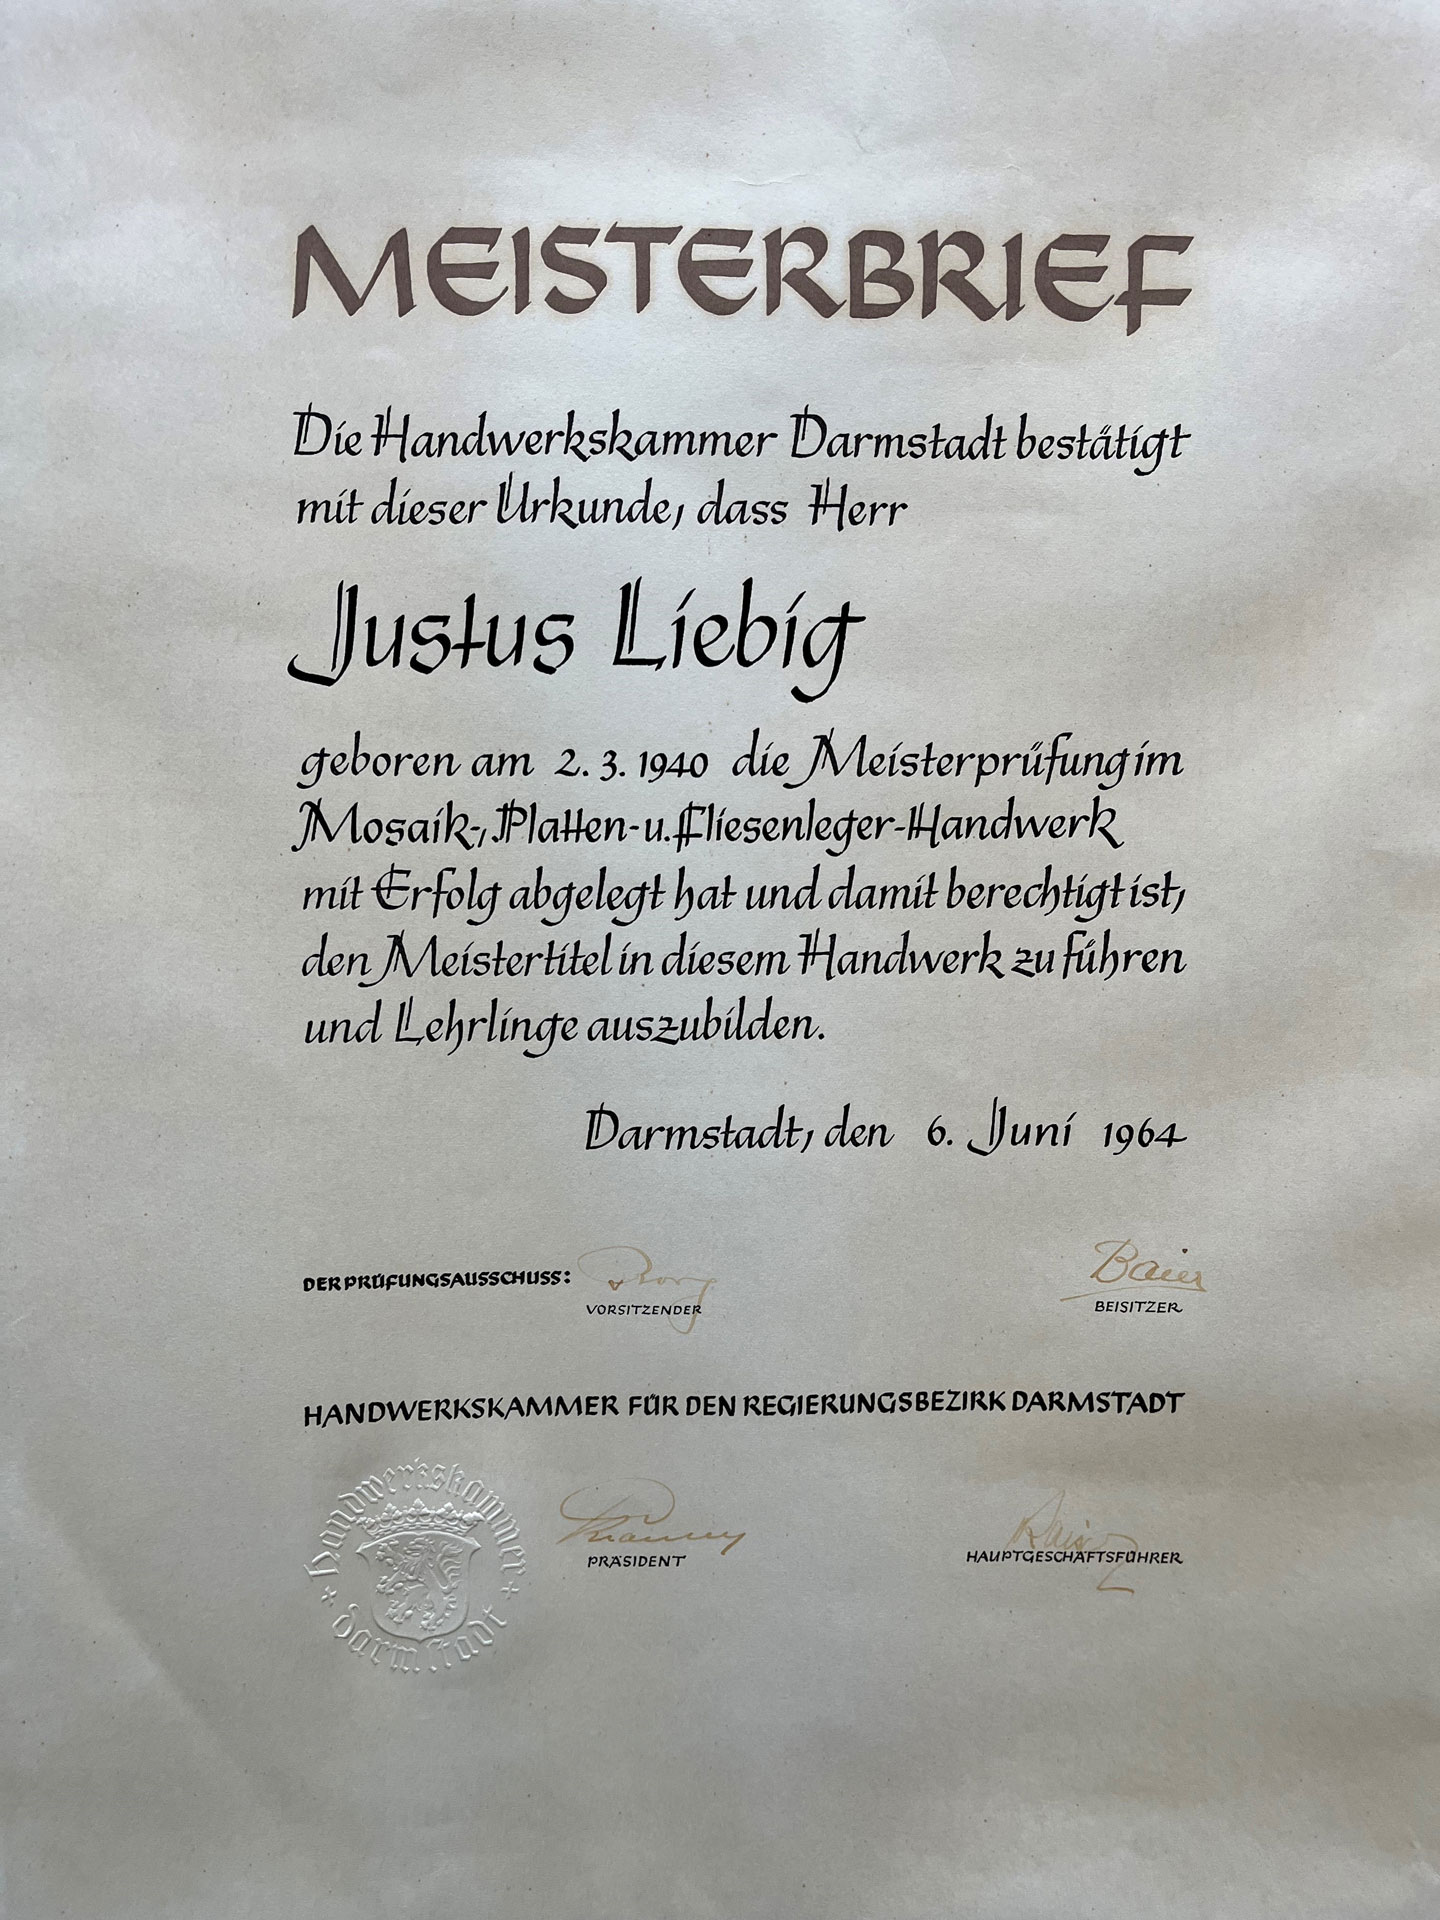 MEISTERBRIEF
Die Handwerkskammer Darmstadt bestätigt
mit dieser Urkunde, dass Herr
Justus Liebig
geboren am 2. 3. 1940 die Meisterprüfung im
Mosaik-, Platten- u. Fliesenleger-Handwerk
mit Erfolg abgelegt hat und damit berechtigt ist,
den Meistertitel in diesem Handwerk zu führen
und Lehrlinge auszubilden.
Darmstadt, den 6. Juni 1964
DER PRÜFUNGSAUSSCHUSS:
VORSITZENDER
Baier
BEISITZER
HANDWERKSKAMMER FÜR DEN REGIERUNGSBEZIRK DARMSTADT
Handwerkskammer
Darmstadt
PRÄSIDENT
HAUPTGESCHÄFTSFÜHRER